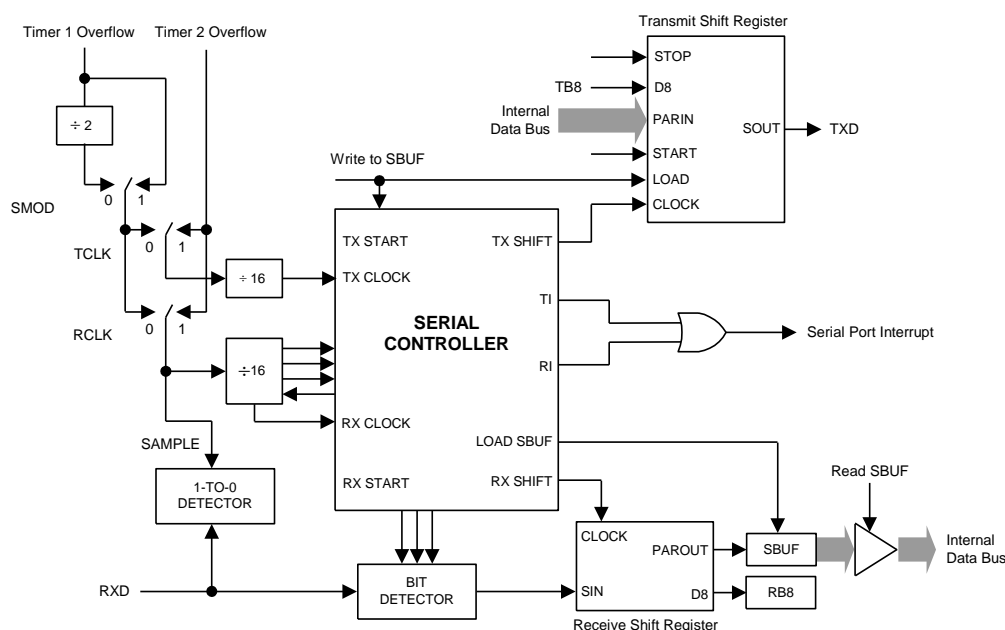 Transmit Shift Register
Timer 1 Overflow
Timer 2 Overflow
STOP
TB8
D8
÷ 2
Internal
Data Bus
PARIN
SOUT
TXD
START
Write to SBUF
LOAD
0
1
SMOD
CLOCK
TX START
TX SHIFT
TCLK
0
1
÷ 16
TX CLOCK
TI
SERIAL
CONTROLLER
RCLK
0
1
Serial Port Interrupt
÷16
RI
RX CLOCK
SAMPLE
LOAD SBUF
1-TO-0
DETECTOR
RX START
RX SHIFT
Read SBUF
CLOCK
PAROUT
SBUF
Internal
Data Bus
RXD
BIT
DETECTOR
SIN
D8
RB8
Receive Shift Register